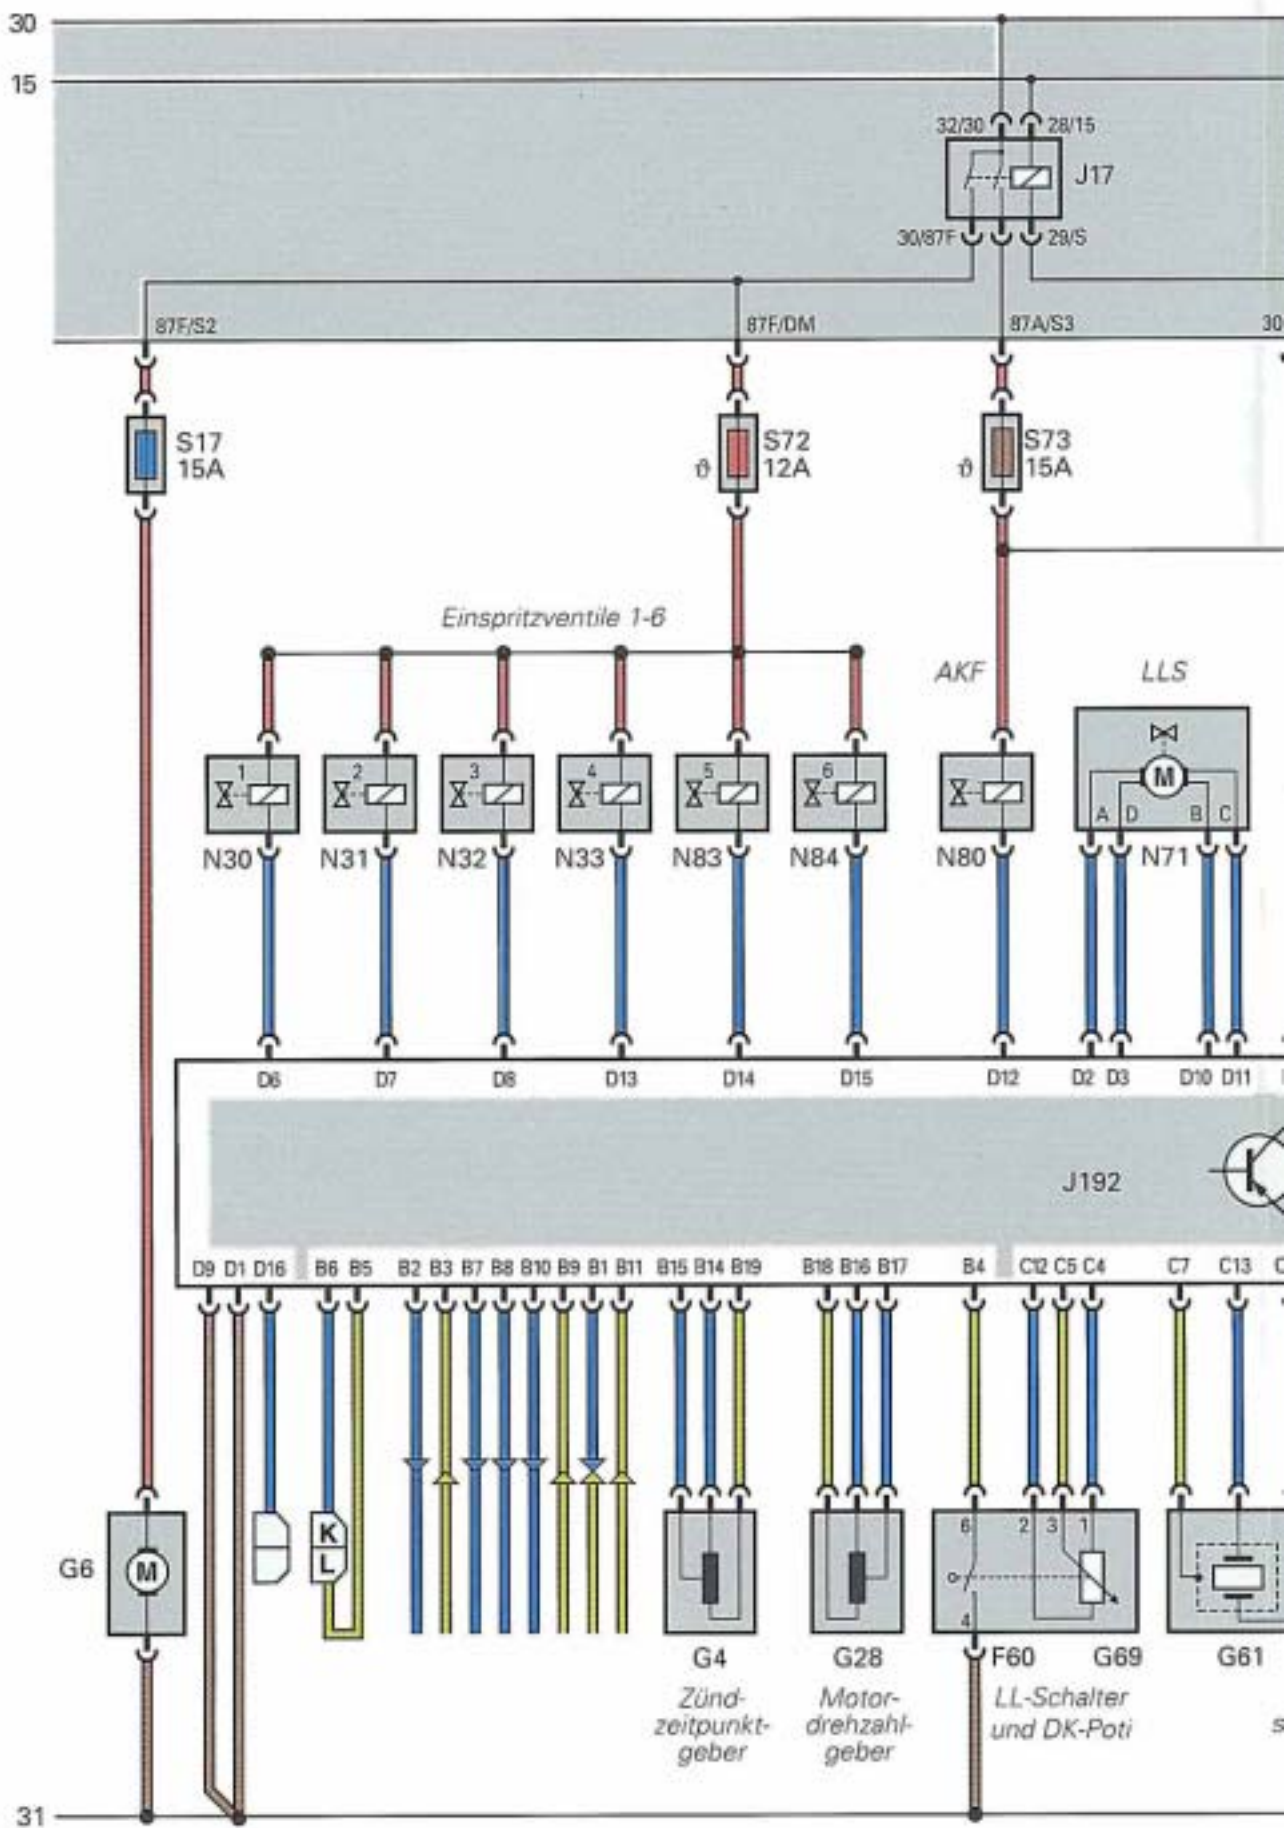 30
15
32/30 28/15
J17
30/87F 29/S
87F/S2 87F/DM 87A/S3 30
S17 S72 S73
15A ϑ 12A ϑ 15A
Einspritzventile 1-6
AKF LLS
1 2 3 4 5 6 M
A D B C
N30 N31 N32 N33 N83 N84 N80 N71
D6 D7 D8 D13 D14 D15 D12 D2 D3 D10 D11
J192
D9 D1 D16 B6 B5 B2 B3 B7 B8 B10 B9 B1 B11 B15 B14 B19 B18 B16 B17 B4 C12 C5 C4 C7 C13 C
K 6 2 3 1
G6 M L
4
G4 G28 F60 G69 G61
Zünd- Motor- LL-Schalter
zeitpunkt- drehzahl- und DK-Poti s
geber geber
31